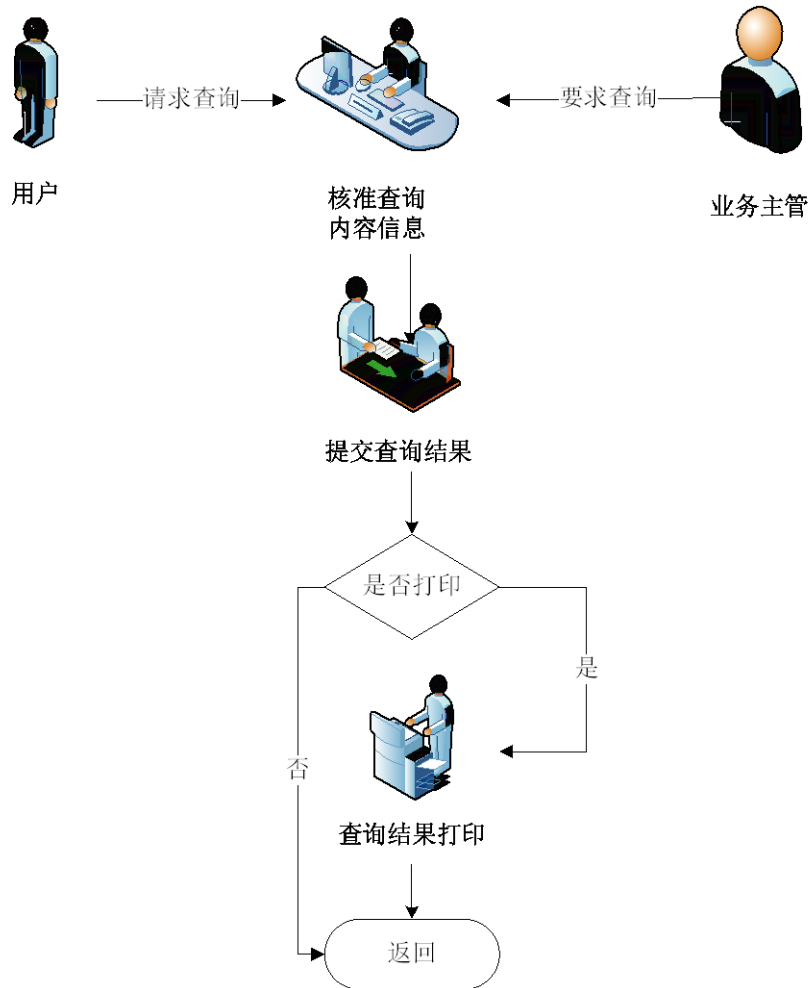 请求查询
要求查询
用户
核准查询
内容信息
业务主管
提交查询结果
是否打印
是
否
查询结果打印
返回